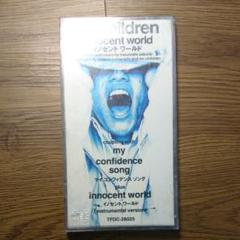 ildren
ocent world
イノセント ワールド
my
confidence
song
マイ コンフィデンス ソング
plus
innocent world
イノセント ワールド
instrumental version
TFDC-28025